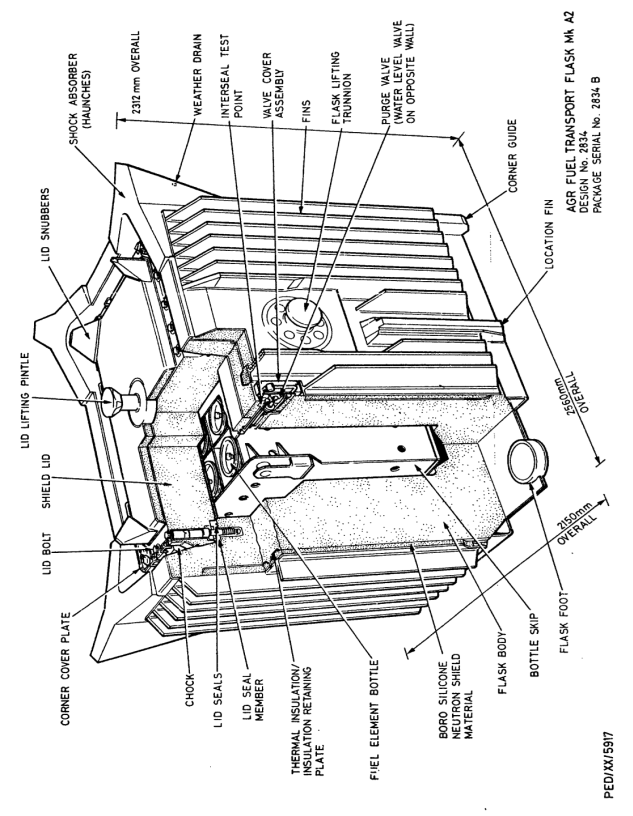 LID LIFTING PINTLE
LID SNUBBERS
SHIELD LID
LID BOLT
CORNER COVER PLATE
SHOCK ABSORBER
(HAUNCHES)
2312 mm OVERALL
WEATHER DRAIN
INTERSEAL TEST
POINT
VALVE COVER
ASSEMBLY
FINS
FLASK LIFTING
TRUNNION
PURGE VALVE
(WATER LEVEL VALVE
ON OPPOSITE WALL)
CHOCK
LID SEALS
LID SEAL
MEMBER
THERMAL INSULATION/
INSULATION RETAINING
PLATE
FUEL ELEMENT BOTTLE
BORO SILICONE
NEUTRON SHIELD
MATERIAL
FLASK BODY
BOTTLE SKIP
FLASK FOOT
2150mm
OVERALL
2560mm
OVERALL
LOCATION FIN
CORNER GUIDE
AGR FUEL TRANSPORT FLASK Mk A2
DESIGN No. 2834
PACKAGE SERIAL No. 2834 B
PED/XX/5917